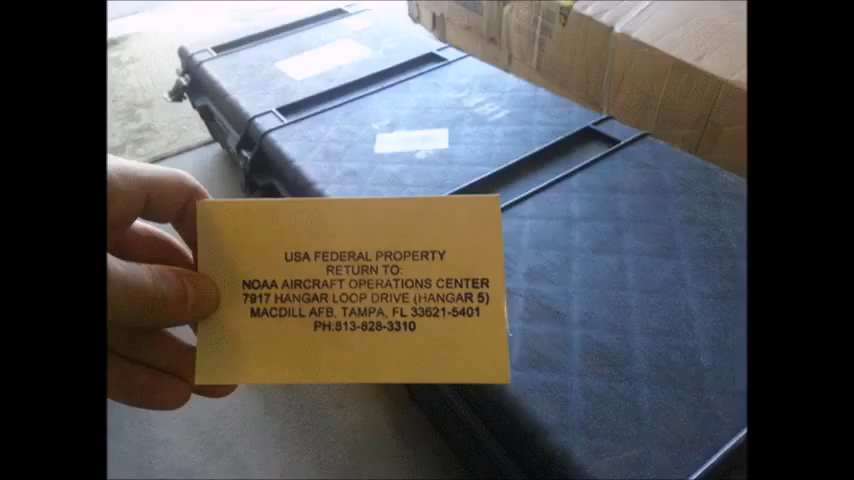 USA FEDERAL PROPERTY
RETURN TO:
NOAA AIRCRAFT OPERATIONS CENTER
7917 HANGAR LOOP DRIVE (HANGAR 5)
MACDILL AFB, TAMPA, FL 33621-5401
PH:813-828-3310